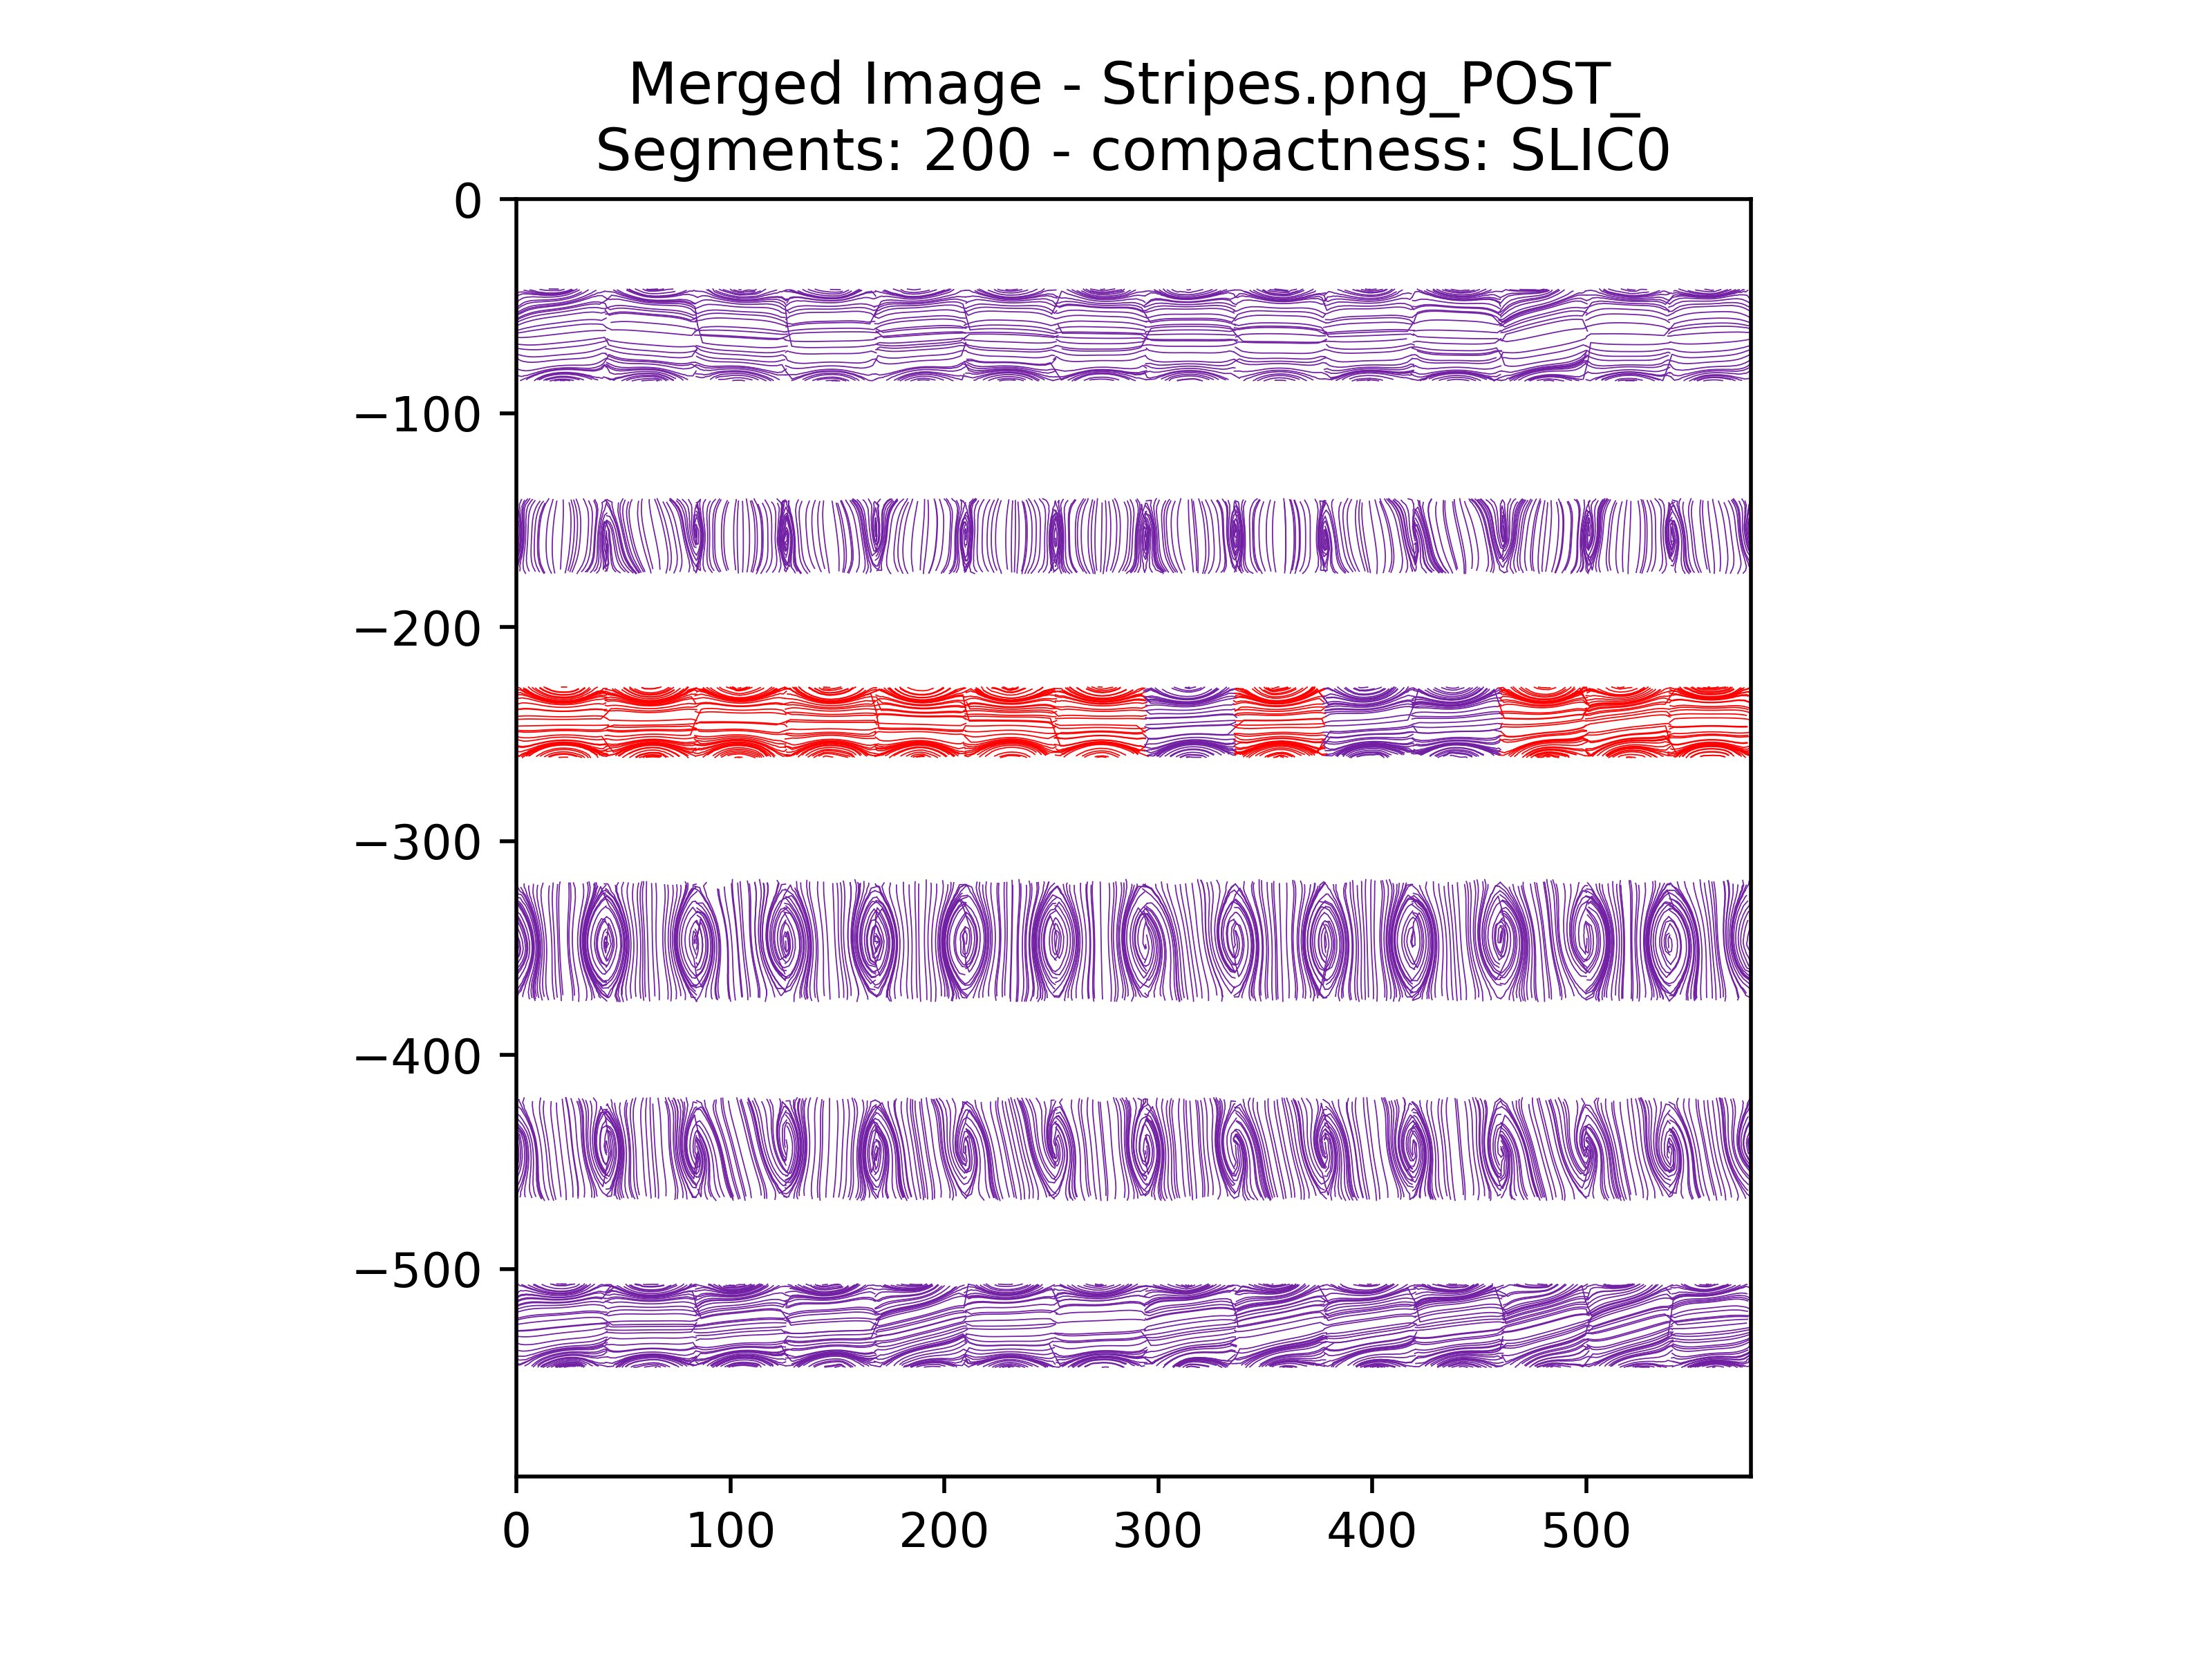 Merged Image - Stripes.png_POST_
Segments: 200 - compactness: SLIC0
0
−100
−200
−300
−400
−500
0 100 200 300 400 500